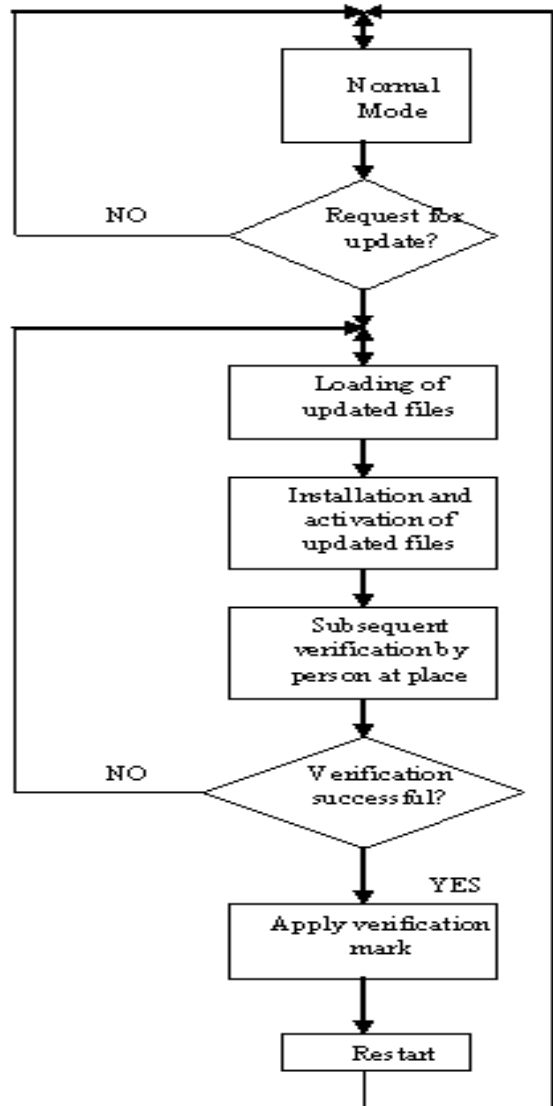 Normal
Mode
NO
Request for
update?
Loading of
updated files
Installation and
activation of
updated files
Subsequent
verification by
person at place
NO
Verification
successful?
YES
Apply verification
mark
Restart